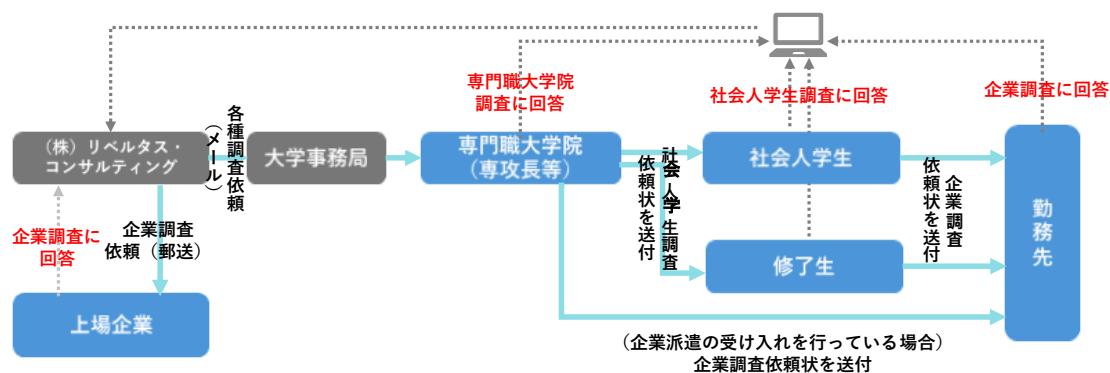 専門職大学院
調査に回答
社会人学生調査に回答
企業調査に回答
（株）リベルタス・
コンサルティング
各種調査依頼
（メール）
大学事務局
専門職大学院
（専攻長等）
社会人学生調査
依頼状を送付
社会人学生
企業調査
依頼状を送付
勤務先
企業調査に
回答
企業調査
依頼（郵送）
修了生
上場企業
（企業派遣の受け入れを行っている場合）
企業調査依頼状を送付